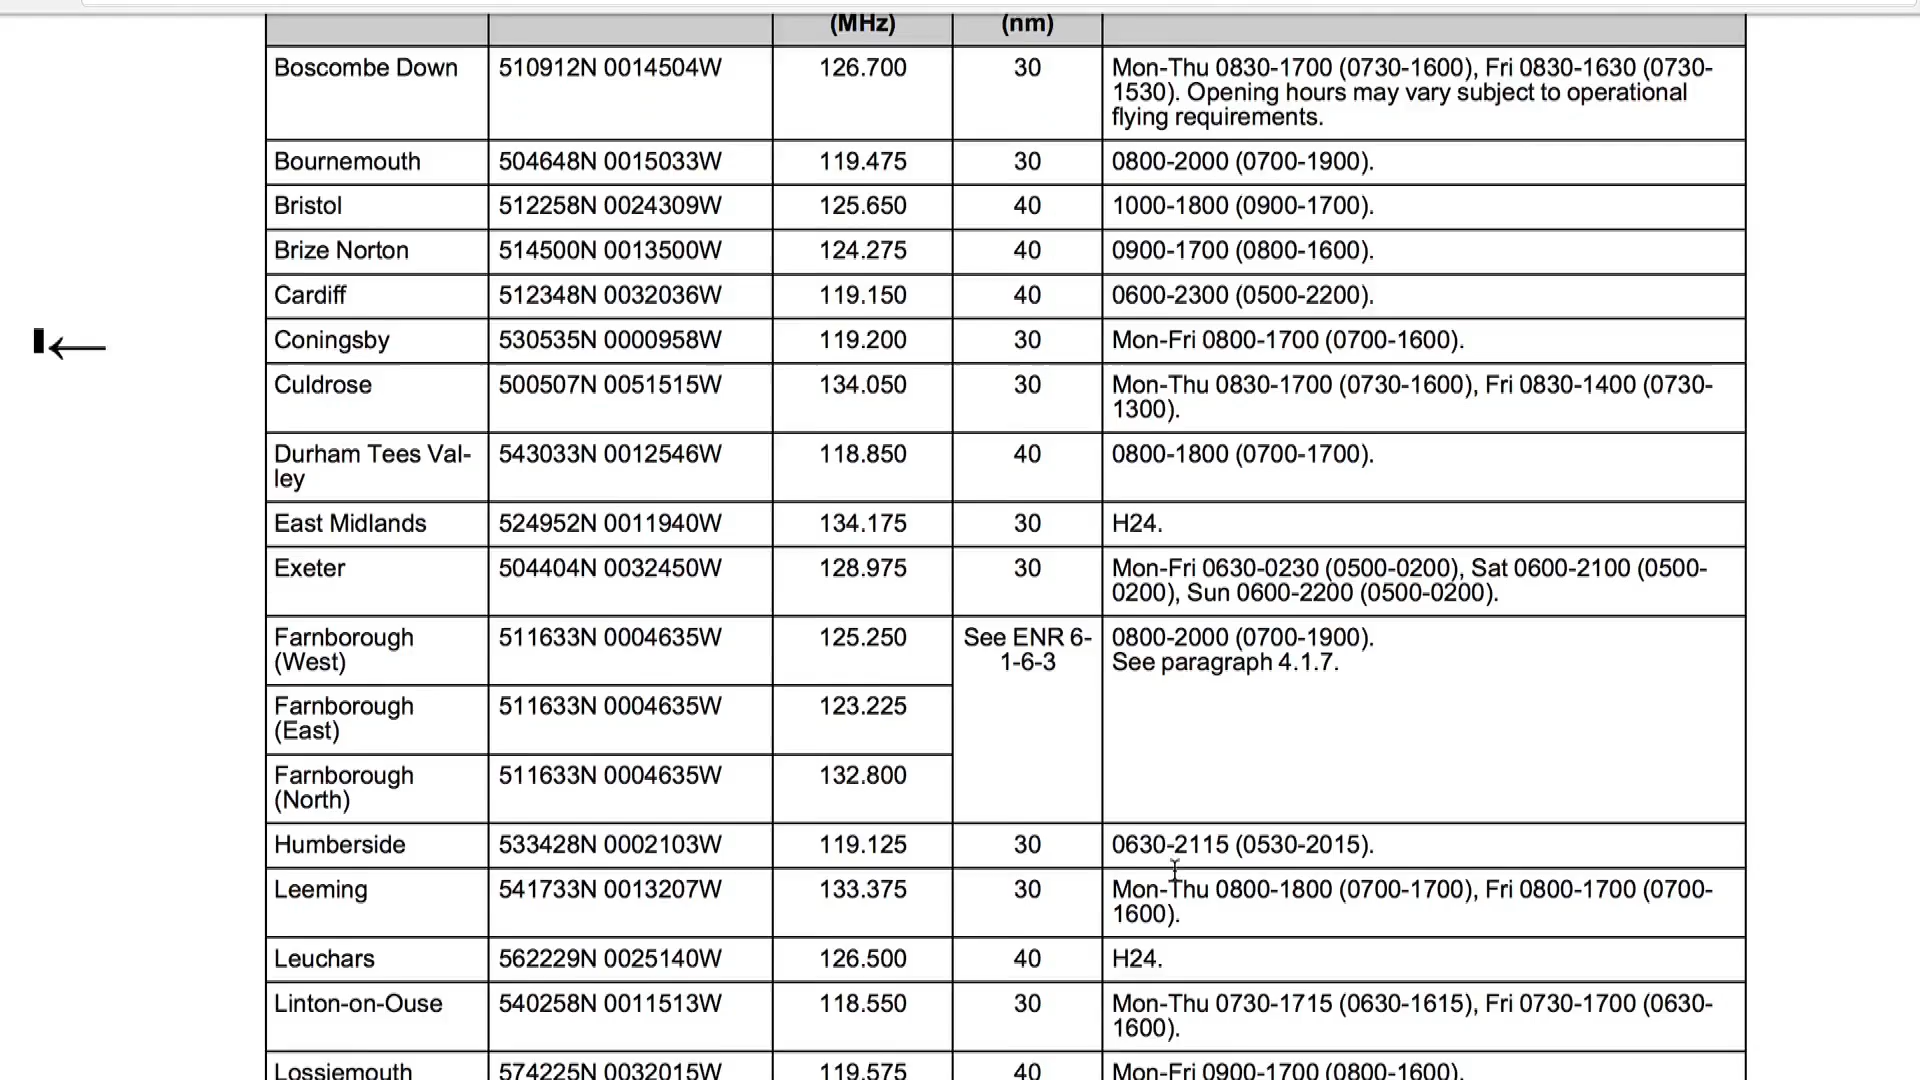 (MHz) (nm)
Boscombe Down 510912N 0014504W 126.700 30 Mon-Thu 0830-1700 (0730-1600), Fri 0830-1630 (0730-
1530). Opening hours may vary subject to operational
flying requirements.
Bournemouth 504648N 0015033W 119.475 30 0800-2000 (0700-1900).
Bristol 512258N 0024309W 125.650 40 1000-1800 (0900-1700).
Brize Norton 514500N 0013500W 124.275 40 0900-1700 (0800-1600).
Cardiff 512348N 0032036W 119.150 40 0600-2300 (0500-2200).
Coningsby 530535N 0000958W 119.200 30 Mon-Fri 0800-1700 (0700-1600).
Culdrose 500507N 0051515W 134.050 30 Mon-Thu 0830-1700 (0730-1600), Fri 0830-1400 (0730-
1300).
Durham Tees Val- 543033N 0012546W 118.850 40 0800-1800 (0700-1700).
ley
East Midlands 524952N 0011940W 134.175 30 H24.
Exeter 504404N 0032450W 128.975 30 Mon-Fri 0630-0230 (0500-0200), Sat 0600-2100 (0500-
0200), Sun 0600-2200 (0500-0200).
Farnborough 511633N 0004635W 125.250 See ENR 6- 0800-2000 (0700-1900).
(West) 1-6-3 See paragraph 4.1.7.
Farnborough 511633N 0004635W 123.225
(East)
Farnborough 511633N 0004635W 132.800
(North)
Humberside 533428N 0002103W 119.125 30 0630-2115 (0530-2015).
Leeming 541733N 0013207W 133.375 30 Mon-Thu 0800-1800 (0700-1700), Fri 0800-1700 (0700-
1600).
Leuchars 562229N 0025140W 126.500 40 H24.
Linton-on-Ouse 540258N 0011513W 118.550 30 Mon-Thu 0730-1715 (0630-1615), Fri 0730-1700 (0630-
1600).
Lossiemouth 574225N 0032015W 119.575 40 Mon-Fri 0900-1700 (0800-1600).